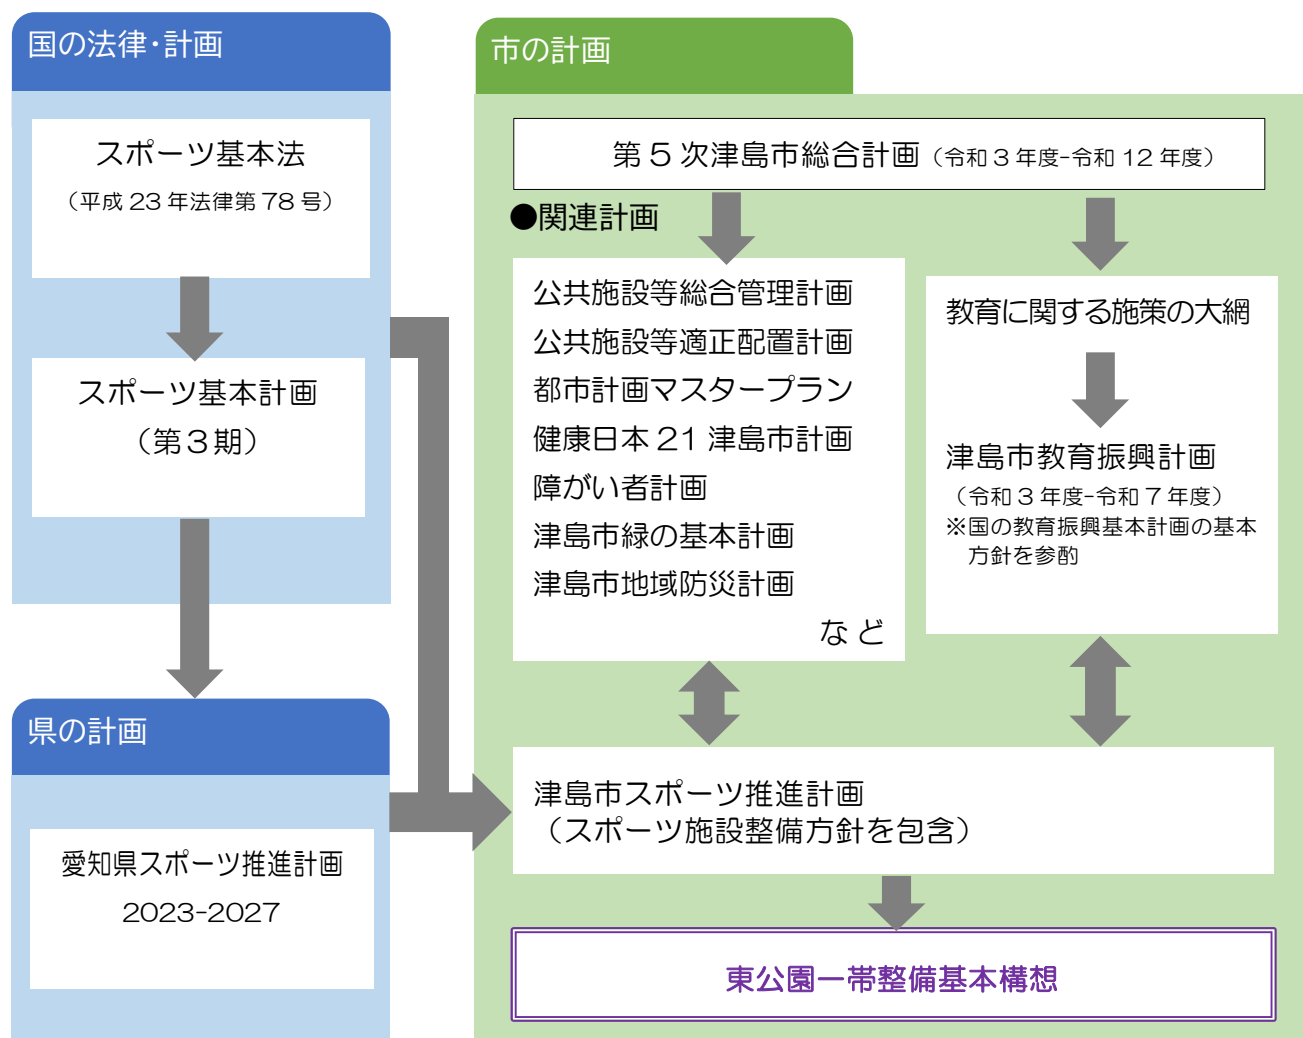 国の法律・計画
スポーツ基本法
（平成 23 年法律第 78 号）
スポーツ基本計画
（第３期）
県の計画
愛知県スポーツ推進計画
2023-2027
市の計画
第 5 次津島市総合計画（令和 3 年度-令和 12 年度）
●関連計画
公共施設等総合管理計画
公共施設等適正配置計画
都市計画マスタープラン
健康日本 21 津島市計画
障がい者計画
津島市緑の基本計画
津島市地域防災計画
など
教育に関する施策の大綱
津島市教育振興計画
（令和 3 年度-令和 7 年度）
※国の教育振興基本計画の基本
方針を参酌
津島市スポーツ推進計画
（スポーツ施設整備方針を包含）
東公園一帯整備基本構想